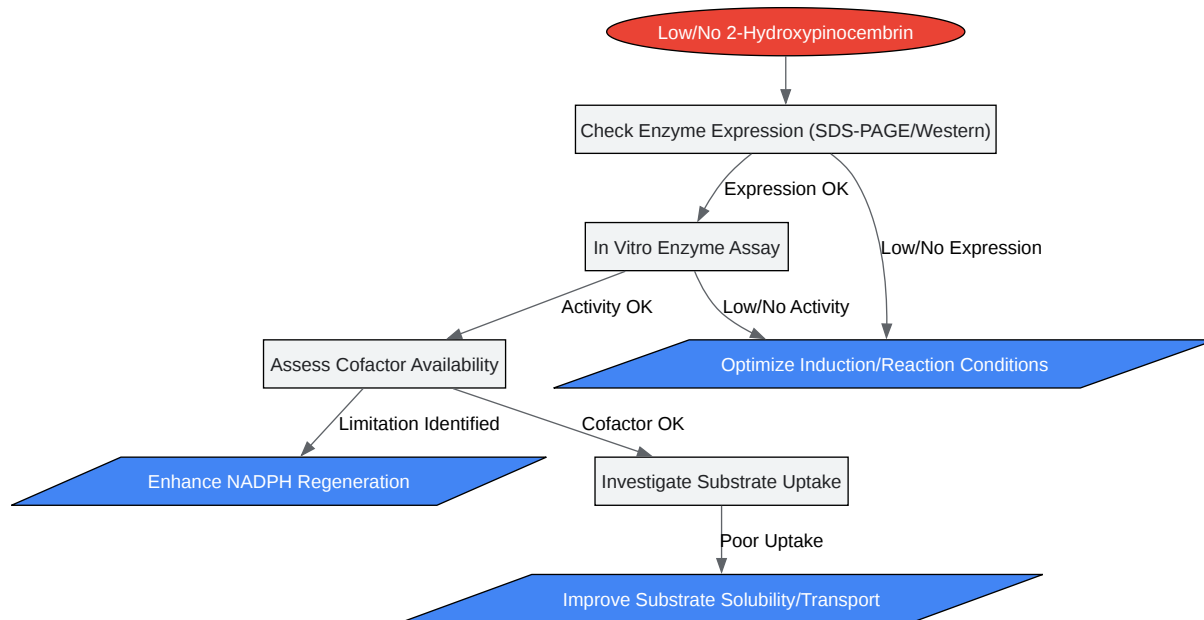 Low/No 2-Hydroxypinocembrin
Check Enzyme Expression (SDS-PAGE/Western)
Expression OK
Low/No Expression
In Vitro Enzyme Assay
Activity OK
Low/No Activity
Assess Cofactor Availability
Optimize Induction/Reaction Conditions
Limitation Identified
Cofactor OK
Enhance NADPH Regeneration
Investigate Substrate Uptake
Poor Uptake
Improve Substrate Solubility/Transport